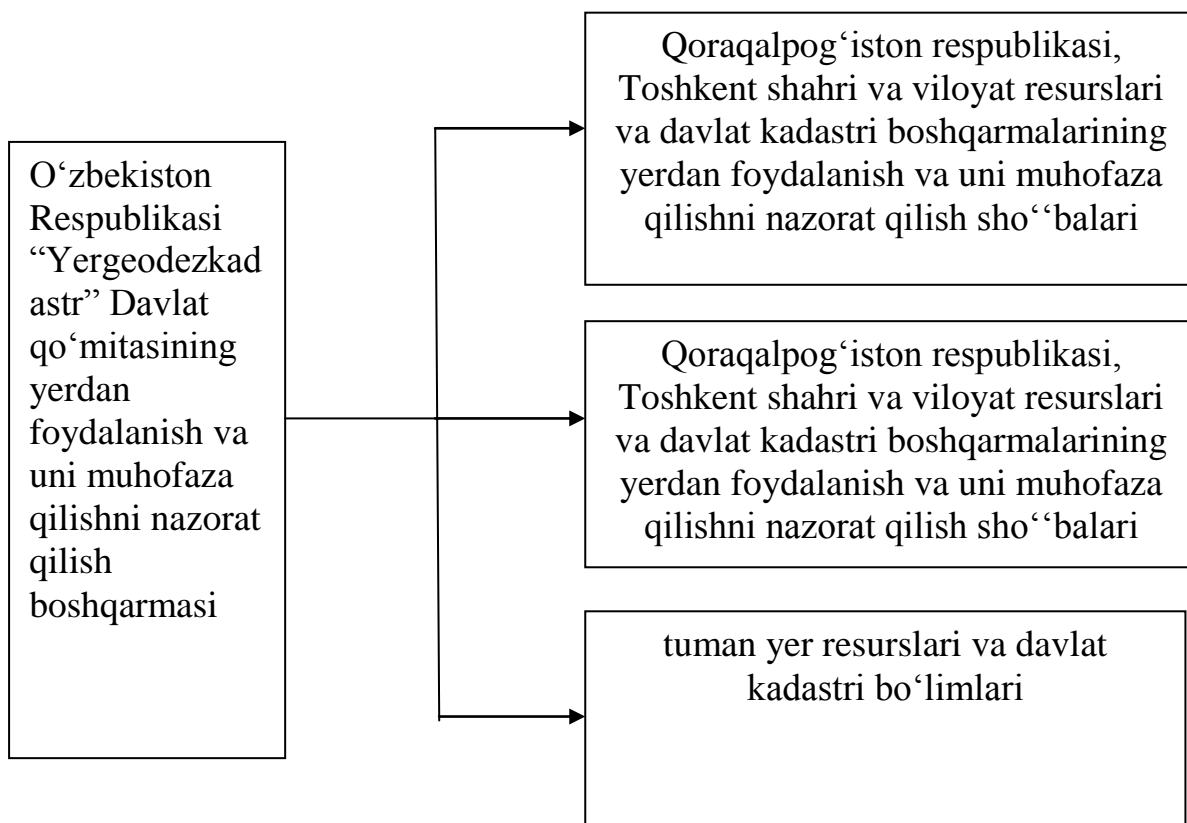 O‘zbekiston
Respublikasi
“Yergeodezkad
astr” Davlat
qo‘mitasining
yerdan
foydalanish va
uni muhofaza
qilishni nazorat
qilish
boshqarmasi
Qoraqalpog‘iston respublikasi,
Toshkent shahri va viloyat resurslari
va davlat kadastri boshqarmalarining
yerdan foydalanish va uni muhofaza
qilishni nazorat qilish sho‘‘balari
Qoraqalpog‘iston respublikasi,
Toshkent shahri va viloyat resurslari
va davlat kadastri boshqarmalarining
yerdan foydalanish va uni muhofaza
qilishni nazorat qilish sho‘‘balari
tuman yer resurslari va davlat
kadastri bo‘limlari